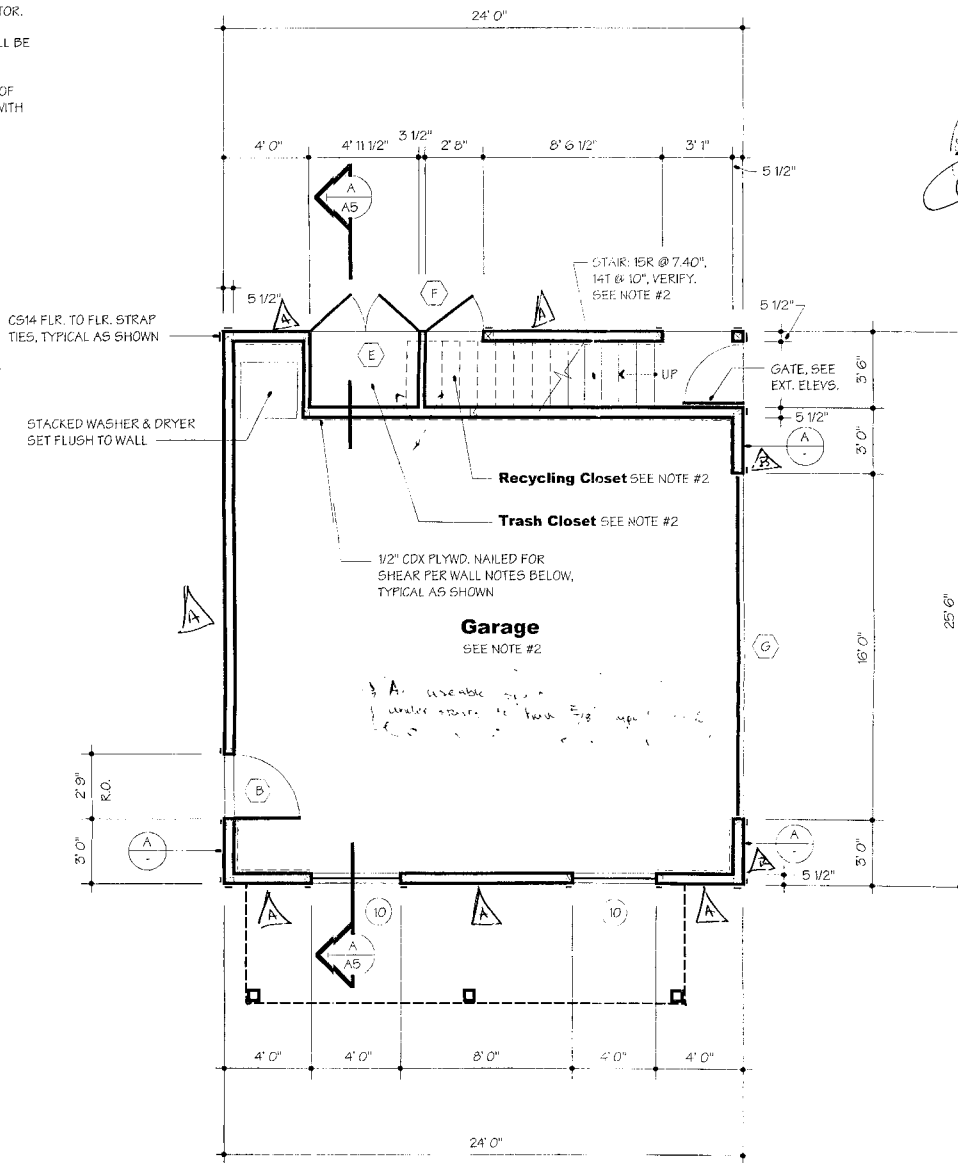 TOR.
LL BE
OF
WITH
24' 0"
4' 0"
4' 11 1/2"
3 1/2"
2' 8"
8' 6 1/2"
3' 1"
5 1/2"
A
A5
STAIR: 15R @ 7.40",
14T @ 10", VERIFY.
SEE NOTE #2
F
5 1/2"
A
A
5 1/2"
CS14 FLR. TO FLR. STRAP
TIES, TYPICAL AS SHOWN
E
UP
GATE, SEE
EXT. ELEVS.
3' 6"
STACKED WASHER & DRYER
SET FLUSH TO WALL
5 1/2"
A
-
B
3' 0"
Recycling Closet SEE NOTE #2
Trash Closet SEE NOTE #2
1/2" CDX PLYWD. NAILED FOR
SHEAR PER WALL NOTES BELOW,
TYPICAL AS SHOWN
A
Garage
SEE NOTE #2
G
16' 0"
25' 6"
A. useable
under
2' 9"
R.O.
B
3' 0"
A
-
A
-
3' 0"
5 1/2"
A
10
A
10
A
A
A5
4' 0"
4' 0"
8' 0"
4' 0"
4' 0"
24' 0"